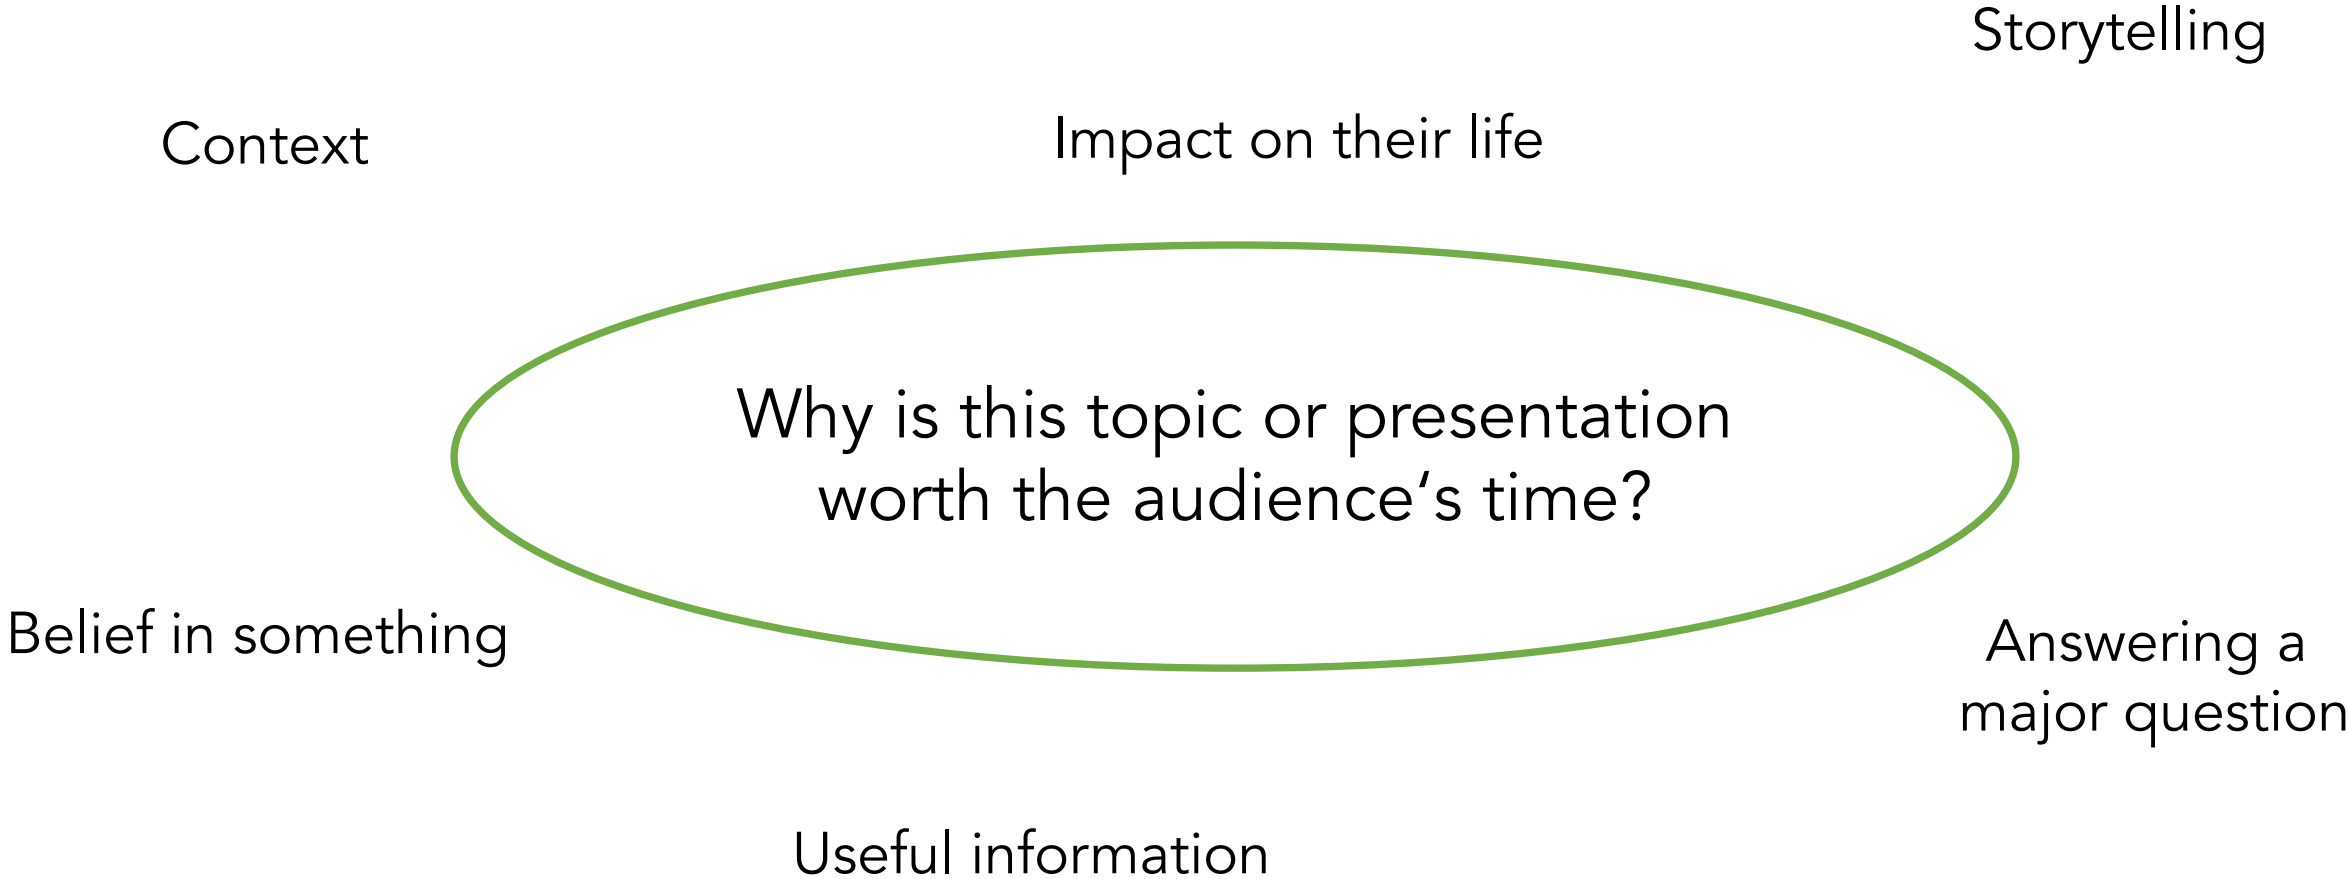 Storytelling
Context
Impact on their life
Why is this topic or presentation
worth the audience‘s time?
Belief in something
Answering a
major question
Useful information